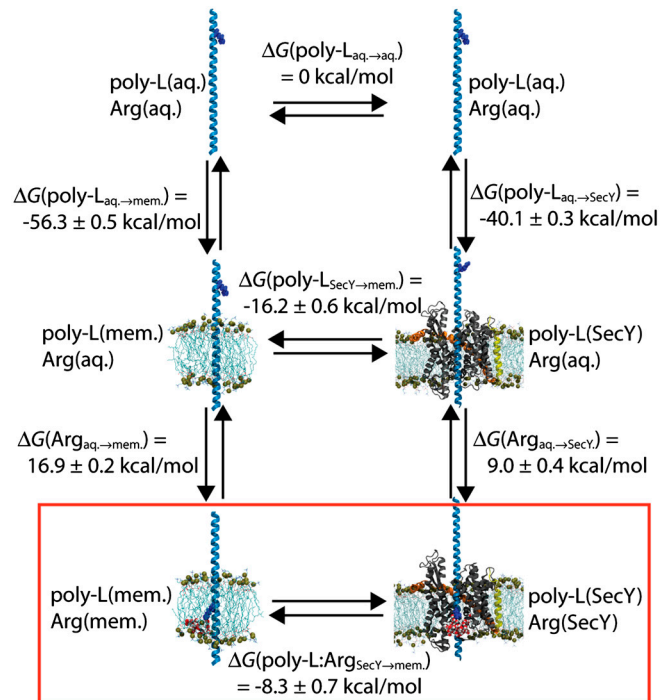 ΔG(poly-Laq.→aq.)
= 0 kcal/mol
poly-L(aq.)
Arg(aq.)
poly-L(aq.)
Arg(aq.)
ΔG(poly-Laq.→mem.) =
-56.3 ± 0.5 kcal/mol
ΔG(poly-Laq.→SecY) =
-40.1 ± 0.3 kcal/mol
ΔG(poly-LSecY→mem.) =
-16.2 ± 0.6 kcal/mol
poly-L(mem.)
Arg(aq.)
poly-L(SecY)
Arg(aq.)
ΔG(Argaq.→mem.) =
16.9 ± 0.2 kcal/mol
ΔG(Argaq.→SecY.) =
9.0 ± 0.4 kcal/mol
poly-L(mem.)
Arg(mem.)
poly-L(SecY)
Arg(SecY)
ΔG(poly-L:ArgSecY→mem.)
= -8.3 ± 0.7 kcal/mol